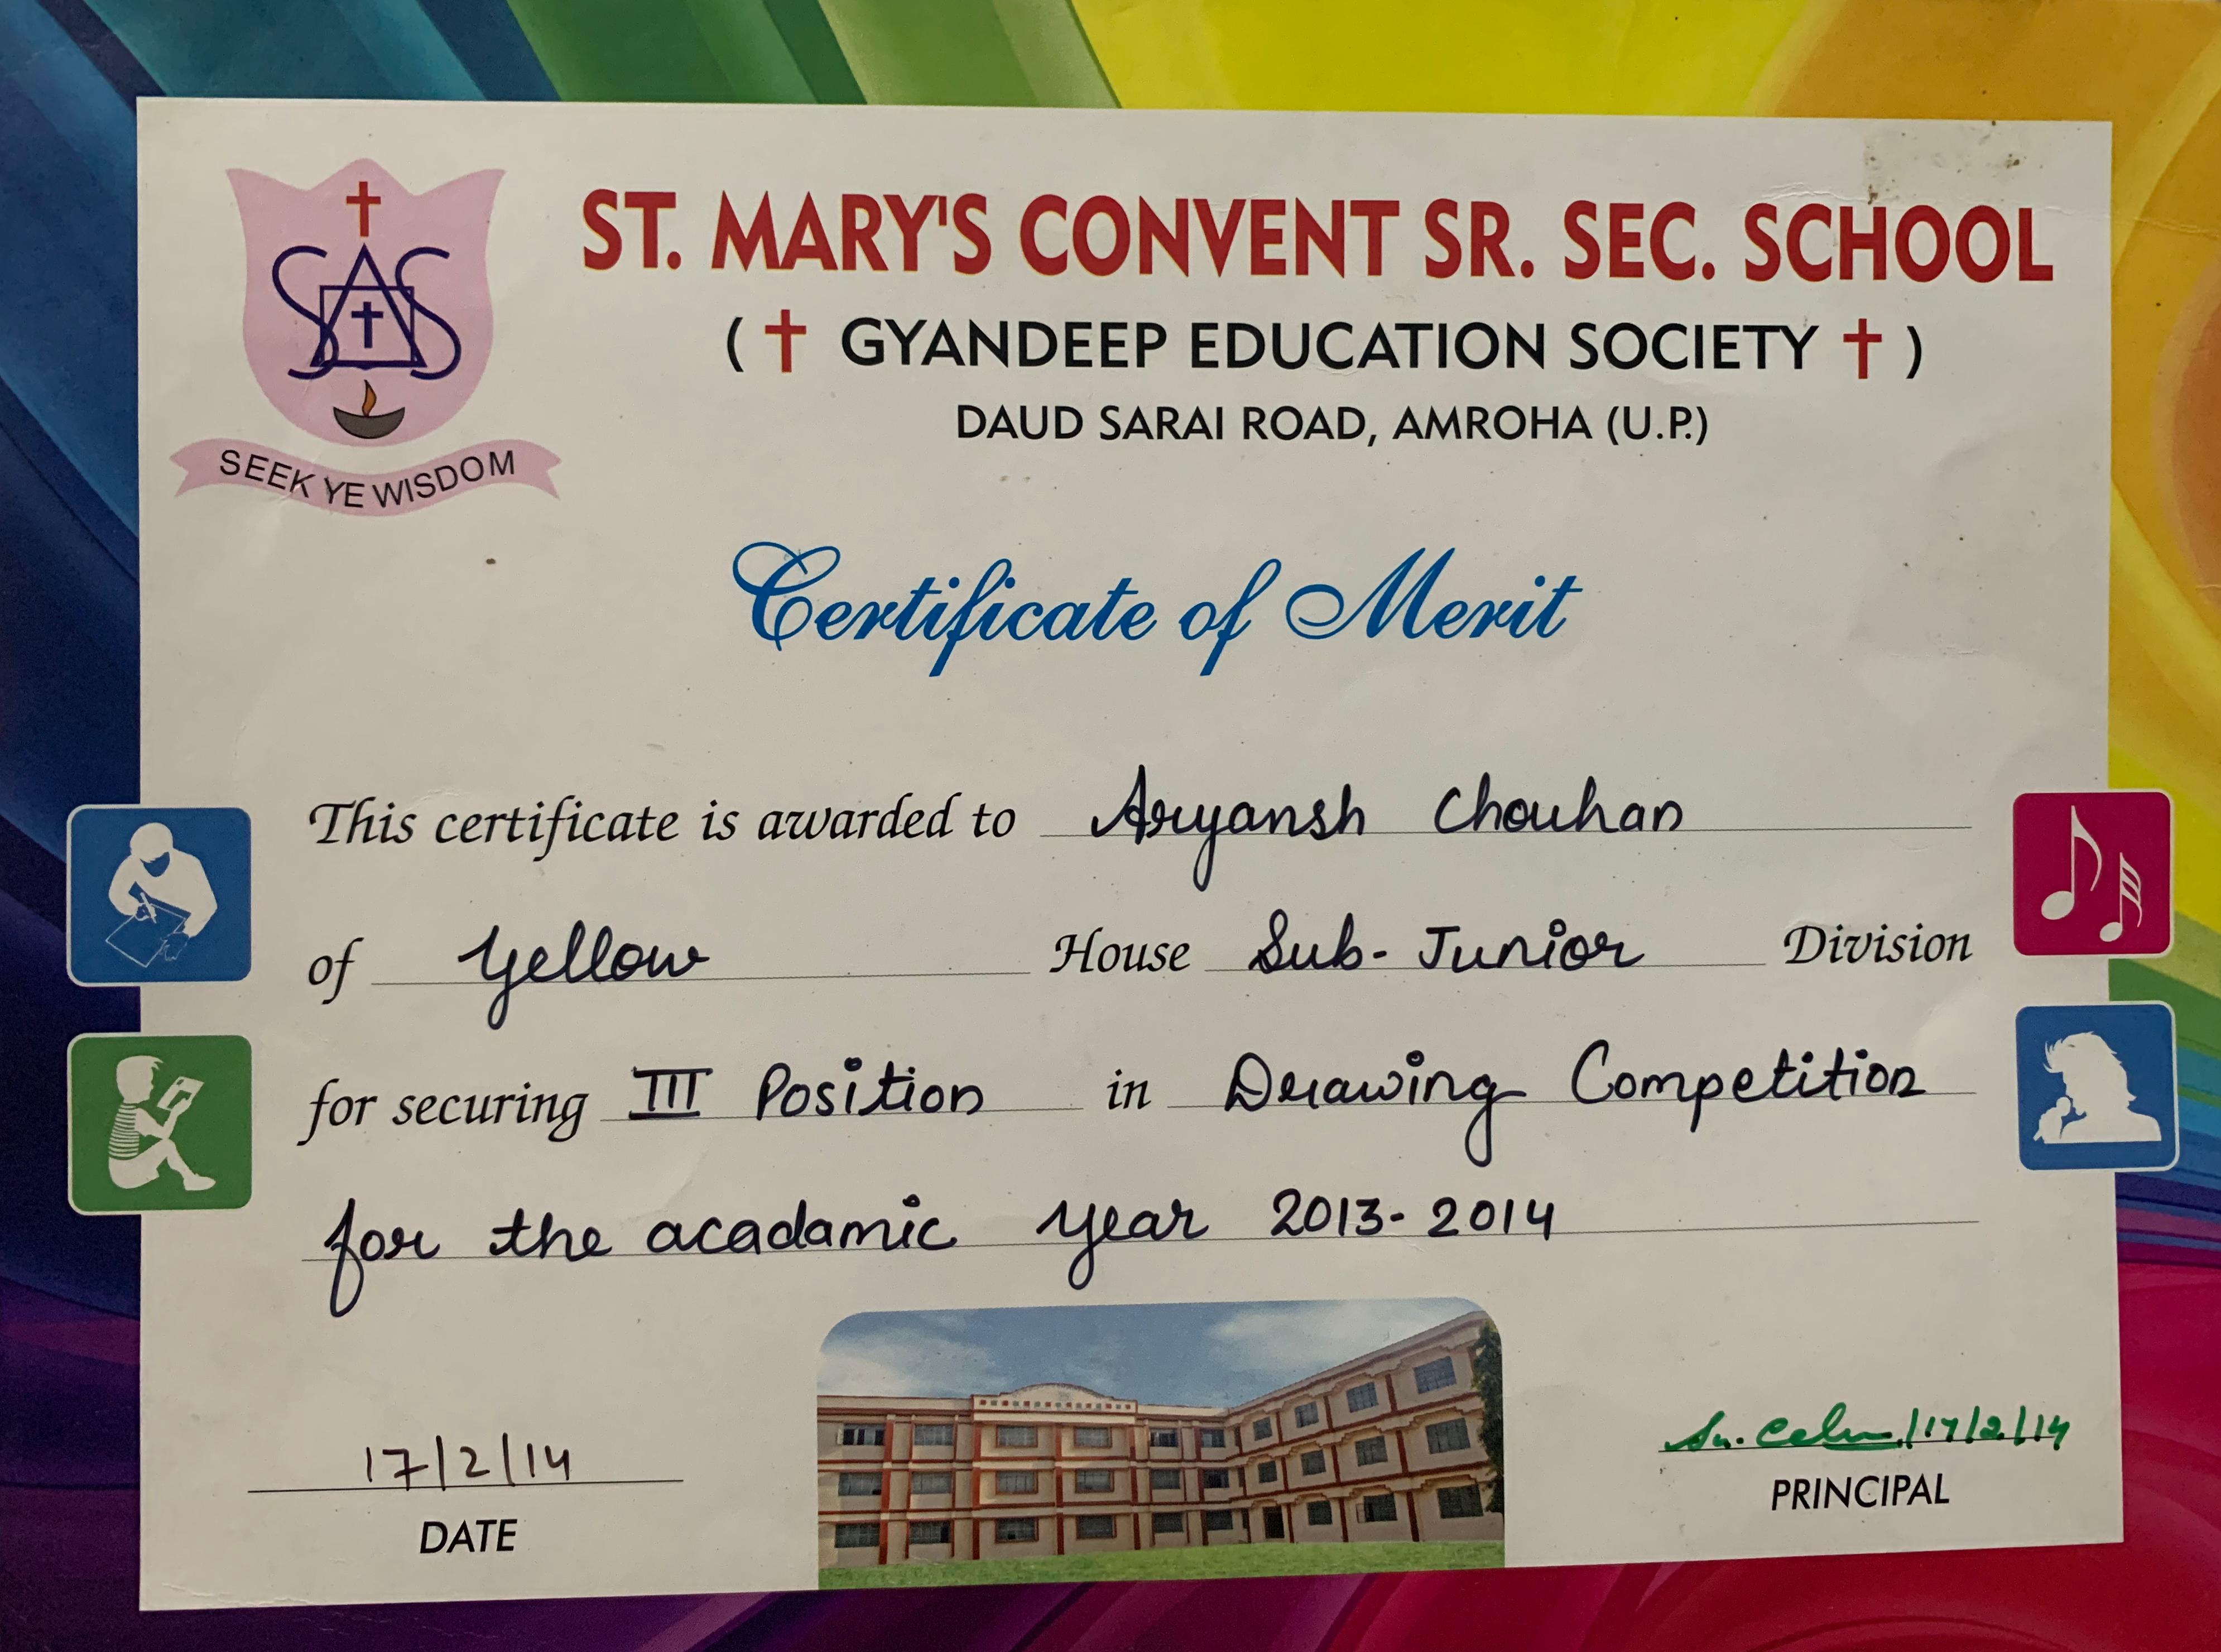 SAS
SEEK YE WISDOM
ST. MARY'S CONVENT SR. SEC. SCHOOL
( † GYANDEEP EDUCATION SOCIETY † )
DAUD SARAI ROAD, AMROHA (U.P.)
Certificate of Merit
This certificate is awarded to Aryansh Chouhan
of Yellow House Sub-Junior Division
for securing III Position in Drawing Competition
for the acadamic year 2013-2014
17/2/14
DATE
/17/2/14
PRINCIPAL